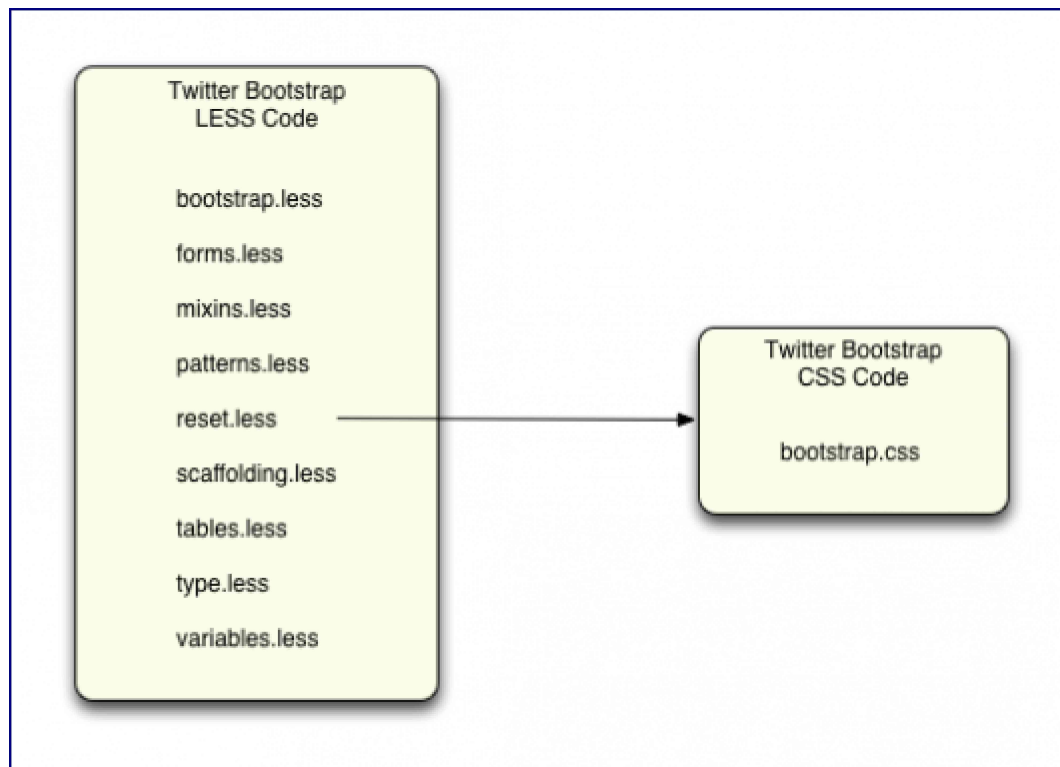 Twitter Bootstrap
LESS Code
bootstrap.less
forms.less
mixins.less
patterns.less
reset.less
scaffolding.less
tables.less
type.less
variables.less
Twitter Bootstrap
CSS Code
bootstrap.css